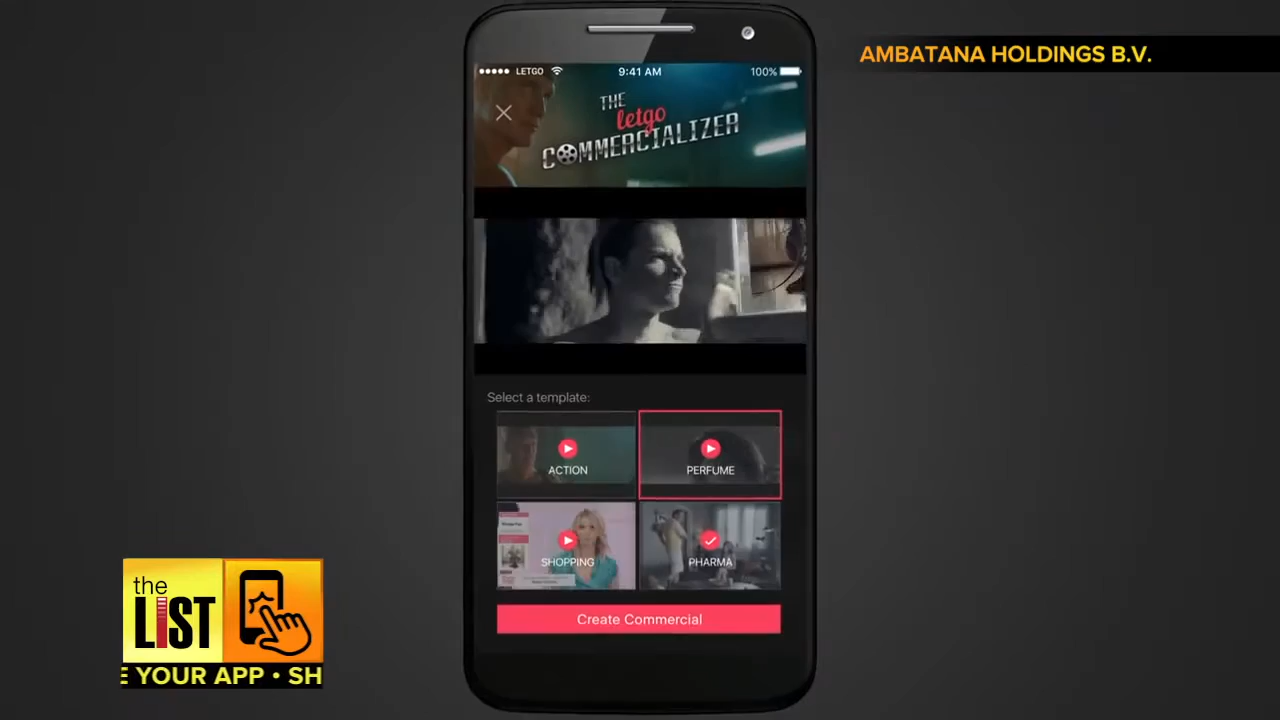 AMBATANA HOLDINGS B.V.
LETGO 9:41 AM 100%
THE
letgo
COMMERCIALIZER
Select a template:
ACTION PERFUME
SHOPPING PHARMA
Create Commercial
the
LIST
E YOUR APP • SH